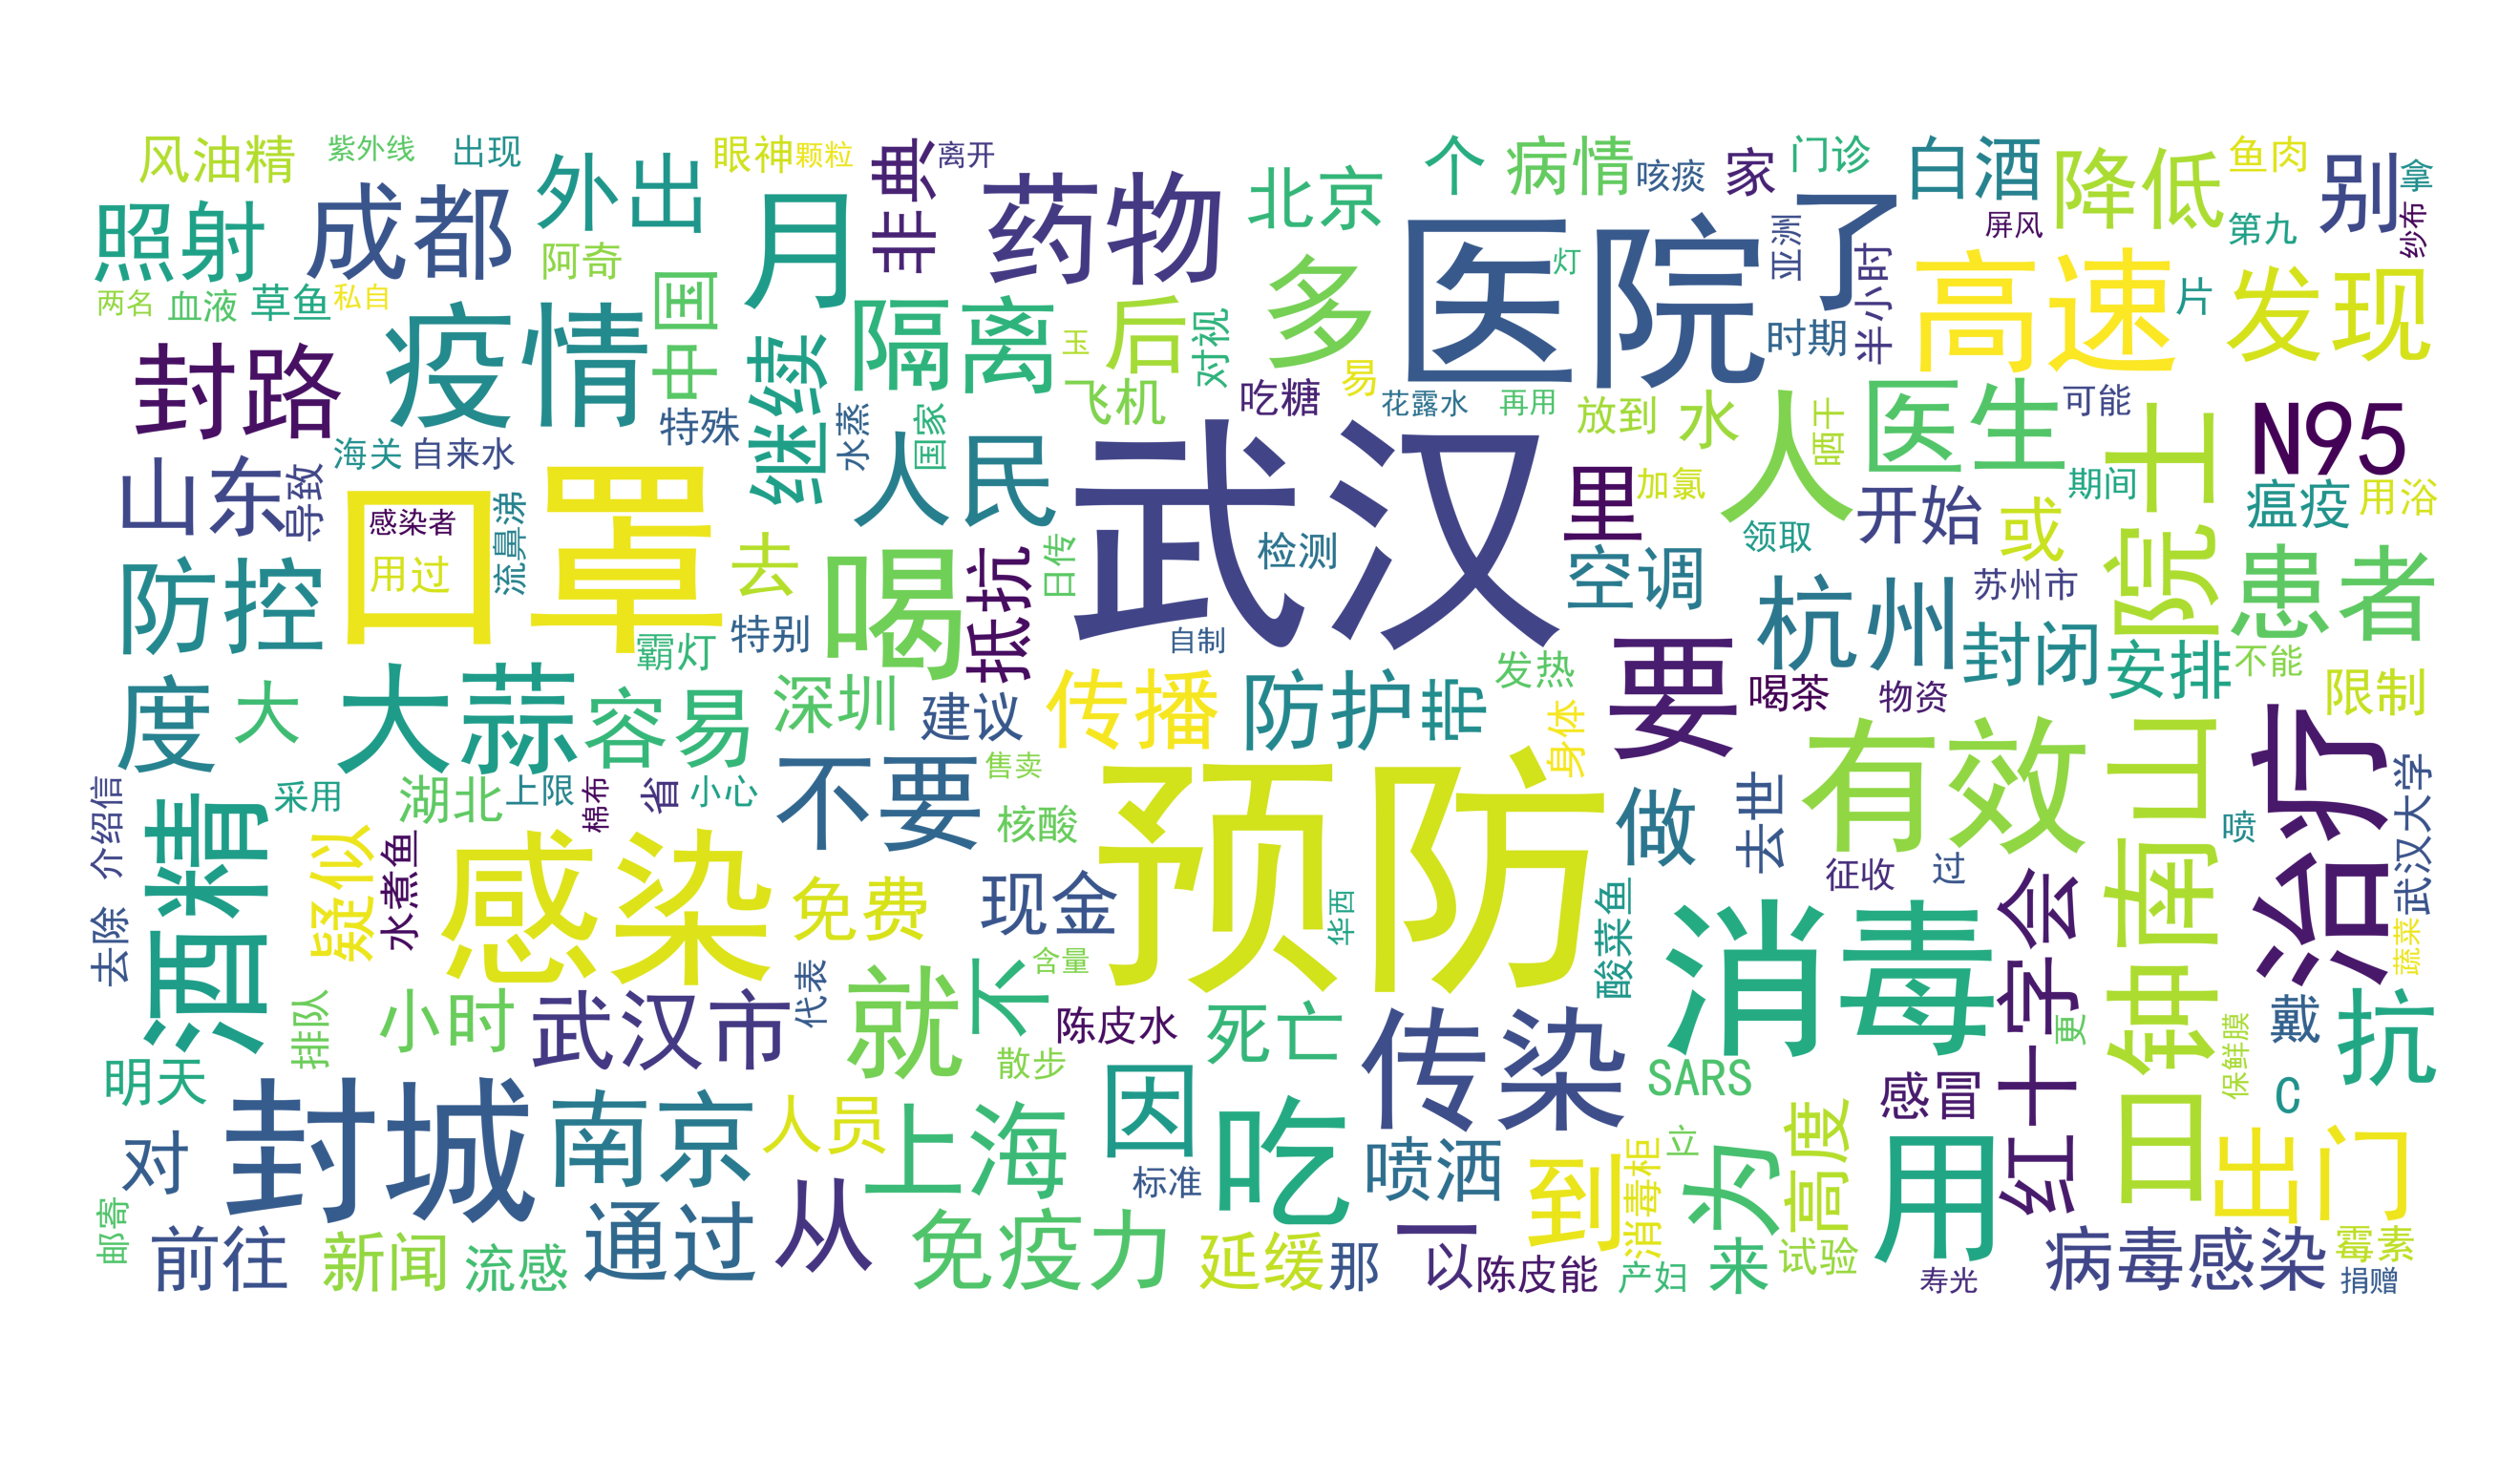 风油精
紫外线
出现
外出
眼神
颗粒
非典
离开
药物
个
病情
咳痰
家
门诊
白酒
降低
鱼肉
别
拿
照射
成都
阿奇
月
北京
医院
亚洲
了
屏风
第九
纱布
两名
血液
草鱼
私自
中国
隔离
玉
后
对视
多
灯
时期
半小时
高速
片
发现
封路
疫情
特殊
继续
水蒸
国家
飞机
吃糖
易
花露水
再用
放到
水
人
晒干
医生
可能
院士
N95
山东
导致
海关
自来水
口罩
人民
武汉
里
加氯
领取
开始
期间
或
瘟疫
用浴
感染者
用过
流鼻涕
去
喝
抵抗
日传
检测
空调
杭州
苏州市
患者
防控
霸灯
特别
自制
发热
要
喝茶
物资
封闭
安排
不能
限制
度
大
大蒜
容易
深圳
建议
传播
防护
带
身体
有效
钟南山
治疗
介绍信
酒精
采用
湖北
上限
棉布
省
小心
不要
售卖
核酸
预防
做
去世
征收
过
喷
武汉大学
去除
疑似
水煮鱼
感染
免费
现金
华西
酸菜鱼
消毒
红十字会
蔬菜
排队
小时
武汉市
代表
就
不
含量
陈皮水
散步
死亡
传染
SARS
感冒
更
戴
保鲜膜
C
抗
明天
对
封城
南京
人员
上海
因
标准
吃
喷洒
到
消毒柜
立
为
高度
用
日
出门
邮寄
前往
新闻
流感
通过
从
免疫力
延缓
那
一
以
陈皮能
产妇
来
试验
寿光
病毒感染
霉素
捐赠